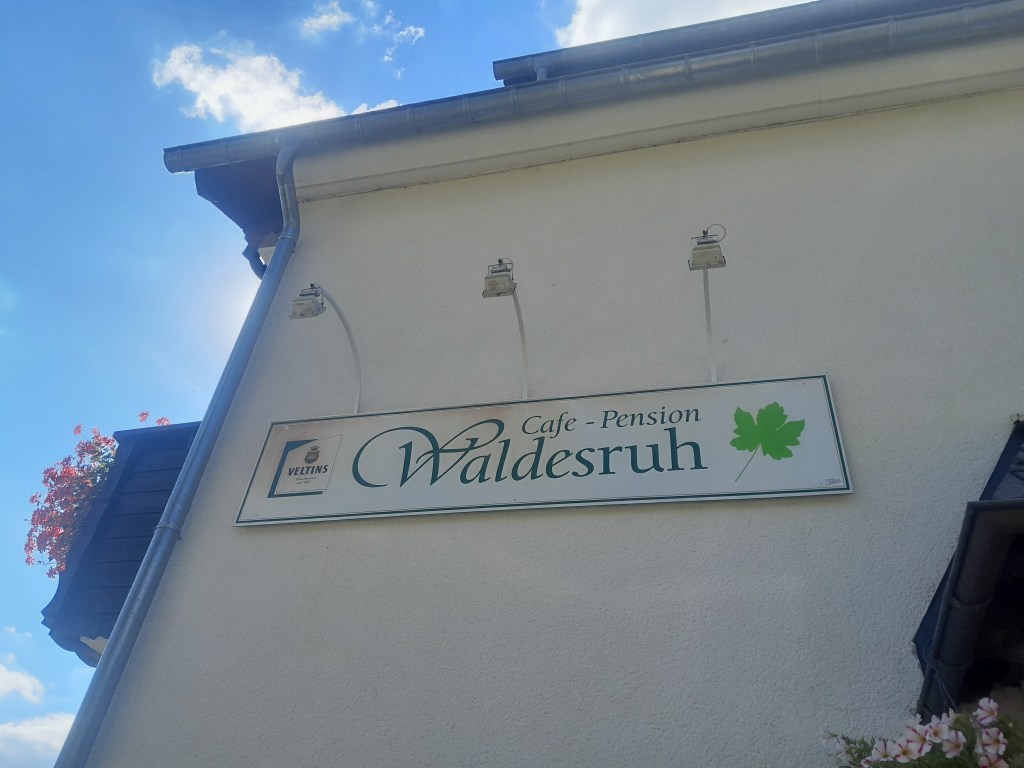 VELTINS
Cafe - Pension
Waldesruh